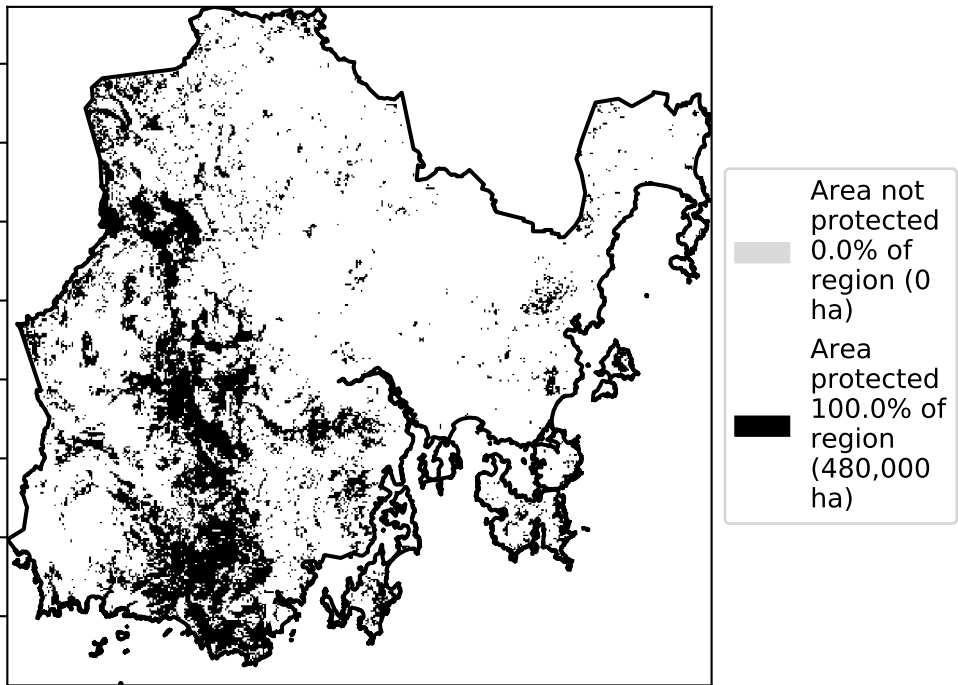 Area not
protected
0.0% of
region (0
ha)
Area
protected
100.0% of
region
(480,000
ha)